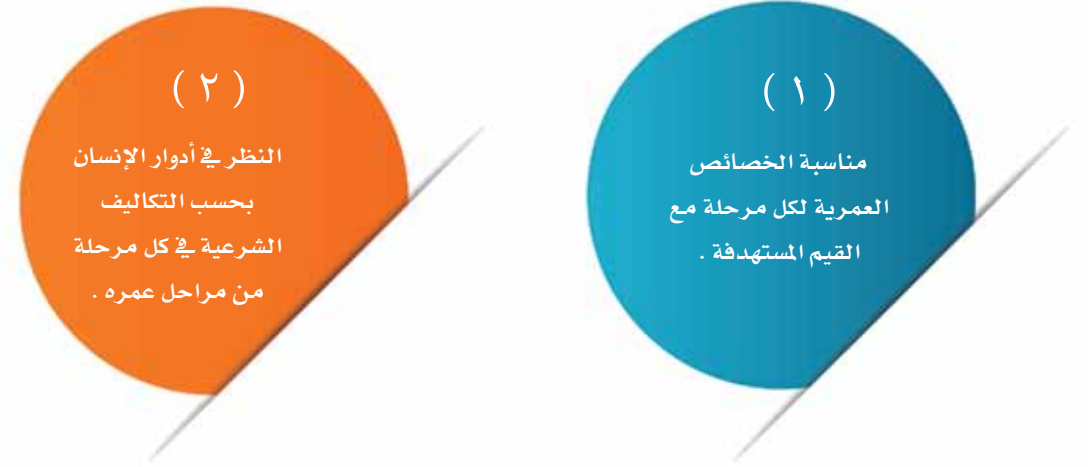 ( ١ )
مناسبة الخصائص
العمرية لكل مرحلة مع
القيم المستهدفة .
( ٢ )
النظر في أدوار الإنسان
بحسب التكاليف
الشرعية في كل مرحلة
من مراحل عمره .